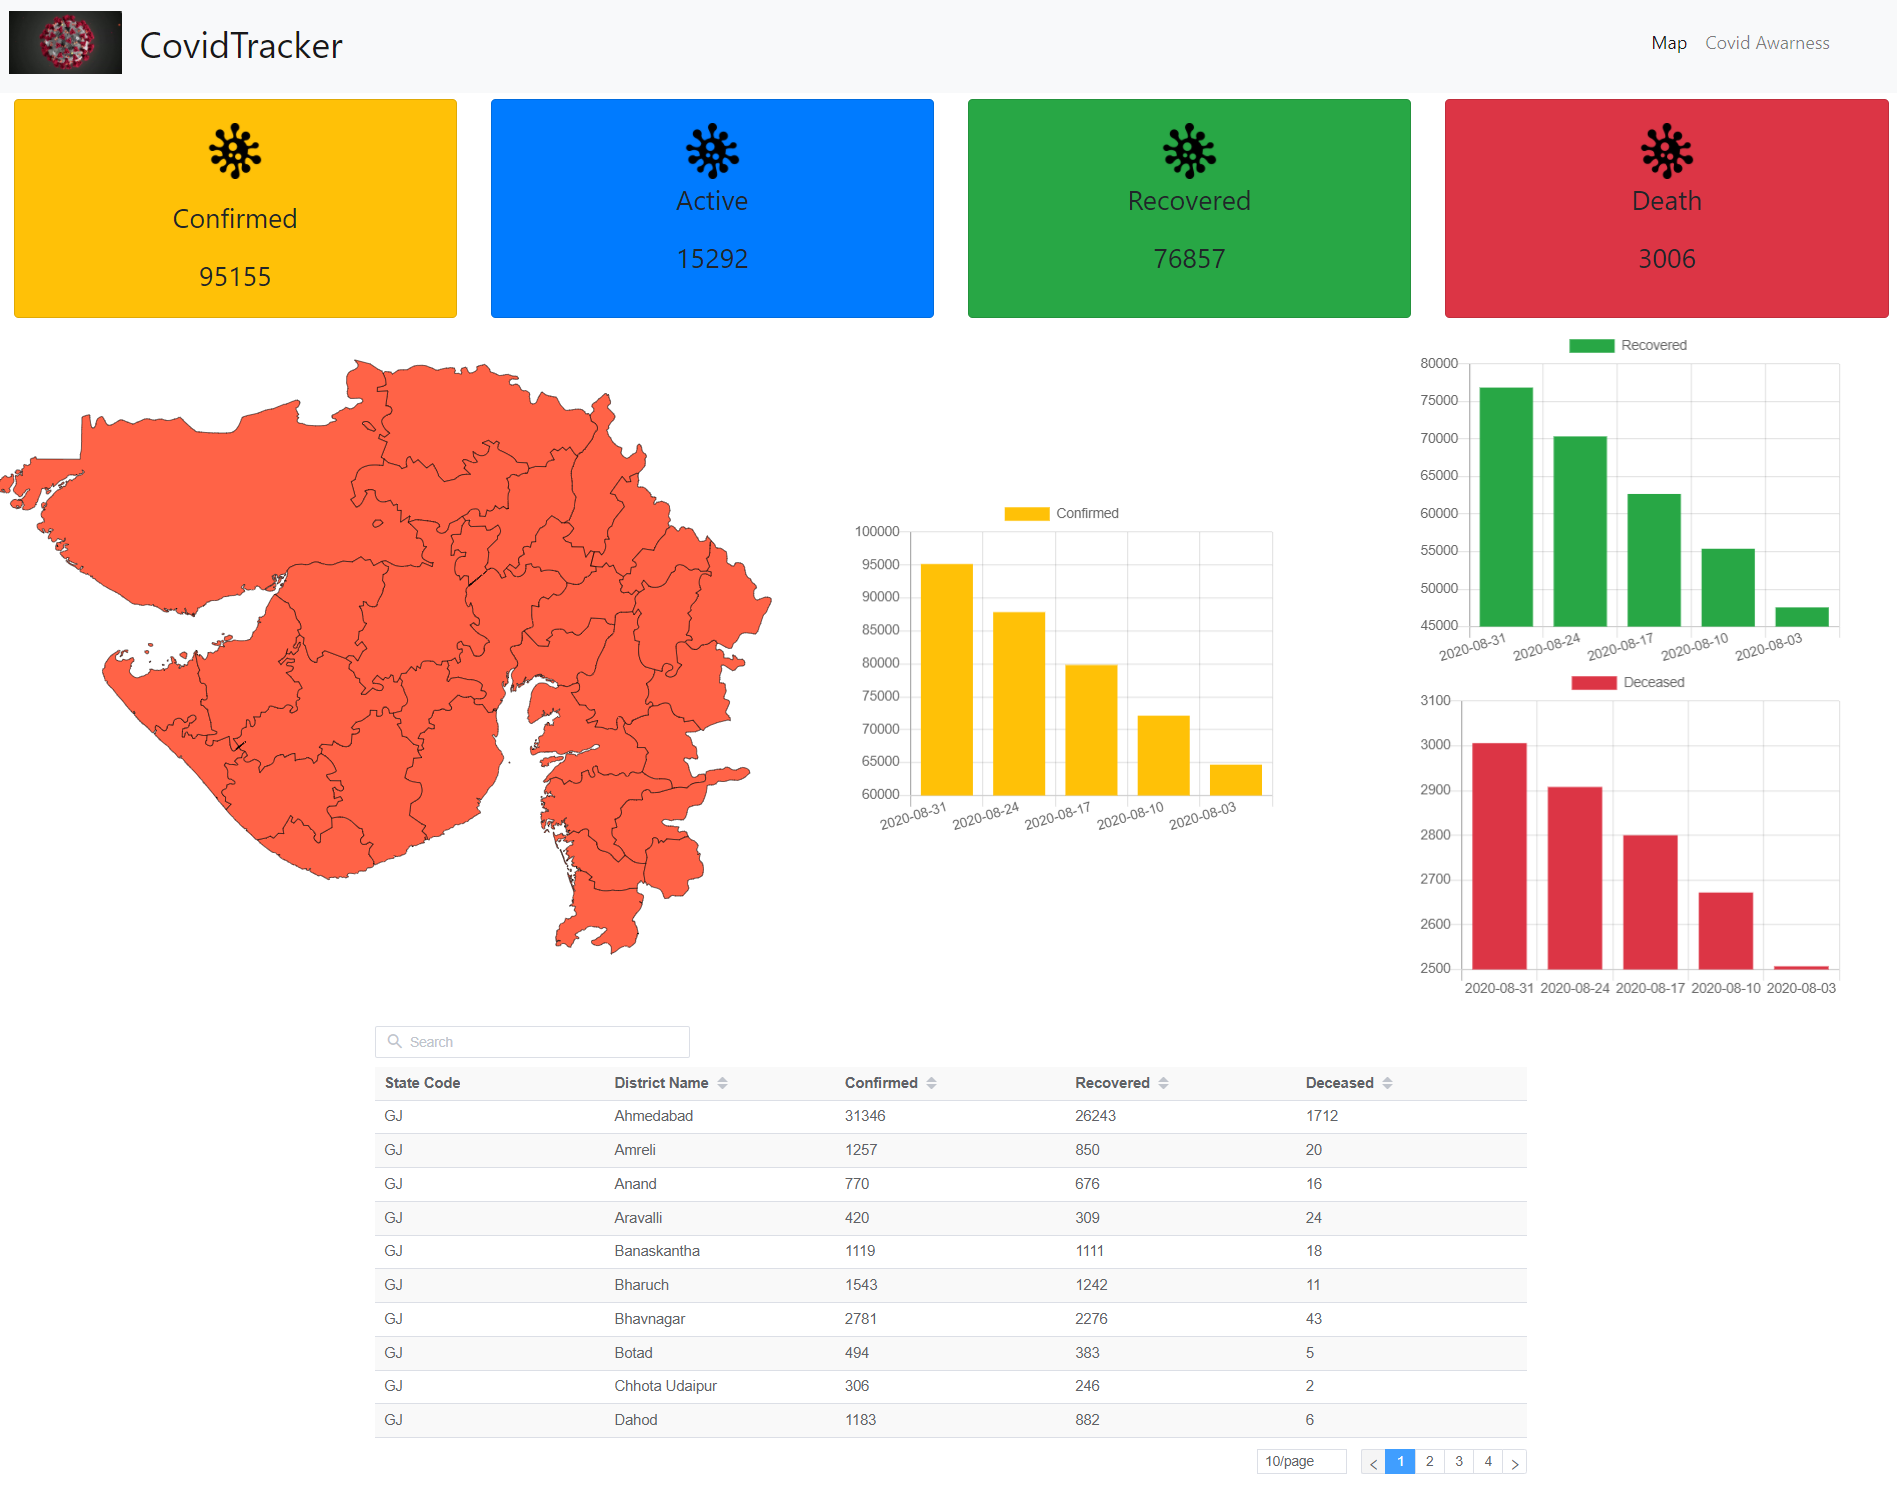 CovidTracker
Map Covid Awarness
Confirmed
95155
Active
15292
Recovered
76857
Death
3006
Confirmed
100000
95000
90000
85000
80000
75000
70000
65000
60000
2020-08-31 2020-08-24 2020-08-17 2020-08-10 2020-08-03
Recovered
80000
75000
70000
65000
60000
55000
50000
45000
2020-08-31 2020-08-24 2020-08-17 2020-08-10 2020-08-03
Deceased
3100
3000
2900
2800
2700
2600
2500
2020-08-31 2020-08-24 2020-08-17 2020-08-10 2020-08-03
Search
State Code District Name Confirmed Recovered Deceased
GJ Ahmedabad 31346 26243 1712
GJ Amreli 1257 850 20
GJ Anand 770 676 16
GJ Aravalli 420 309 24
GJ Banaskantha 1119 1111 18
GJ Bharuch 1543 1242 11
GJ Bhavnagar 2781 2276 43
GJ Botad 494 383 5
GJ Chhota Udaipur 306 246 2
GJ Dahod 1183 882 6
10/page < 1 2 3 4 >